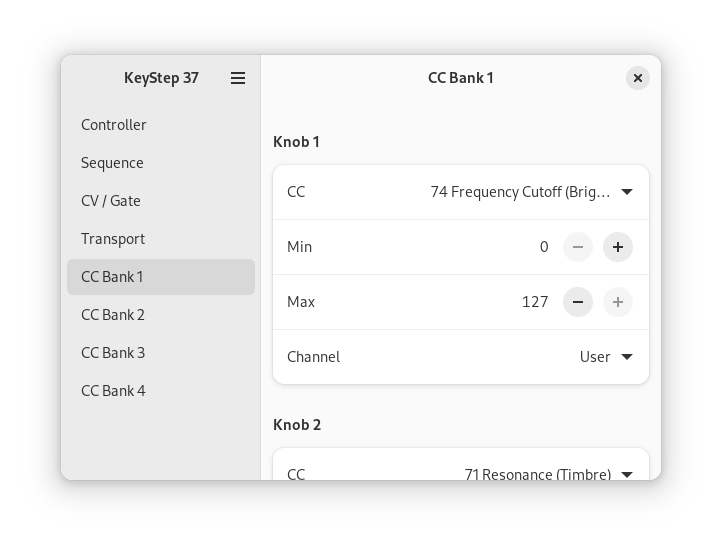 KeyStep 37
Controller
Sequence
CV / Gate
Transport
CC Bank 1
CC Bank 2
CC Bank 3
CC Bank 4
CC Bank 1
Knob 1
CC 74 Frequency Cutoff (Brig…
Min 0
Max 127
Channel User
Knob 2
CC 71 Resonance (Timbre)